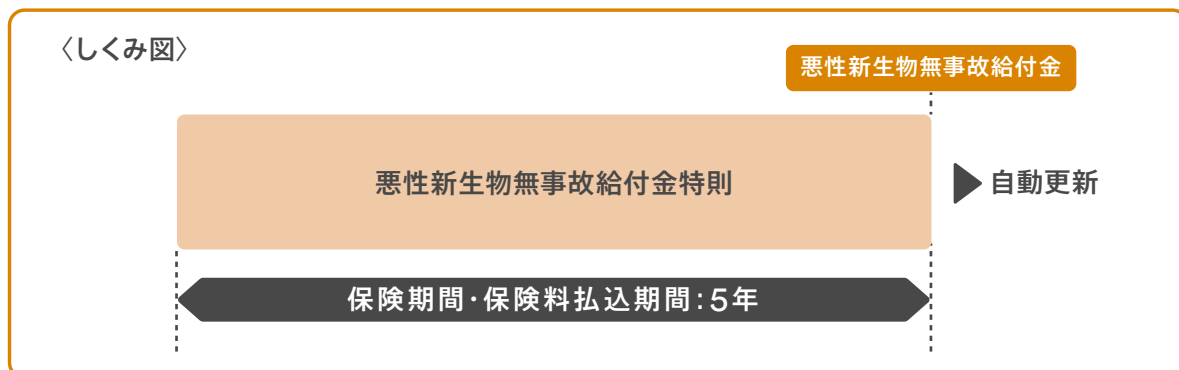 〈しくみ図〉
悪性新生物無事故給付金
悪性新生物無事故給付金特則
自動更新
保険期間・保険料払込期間:5年